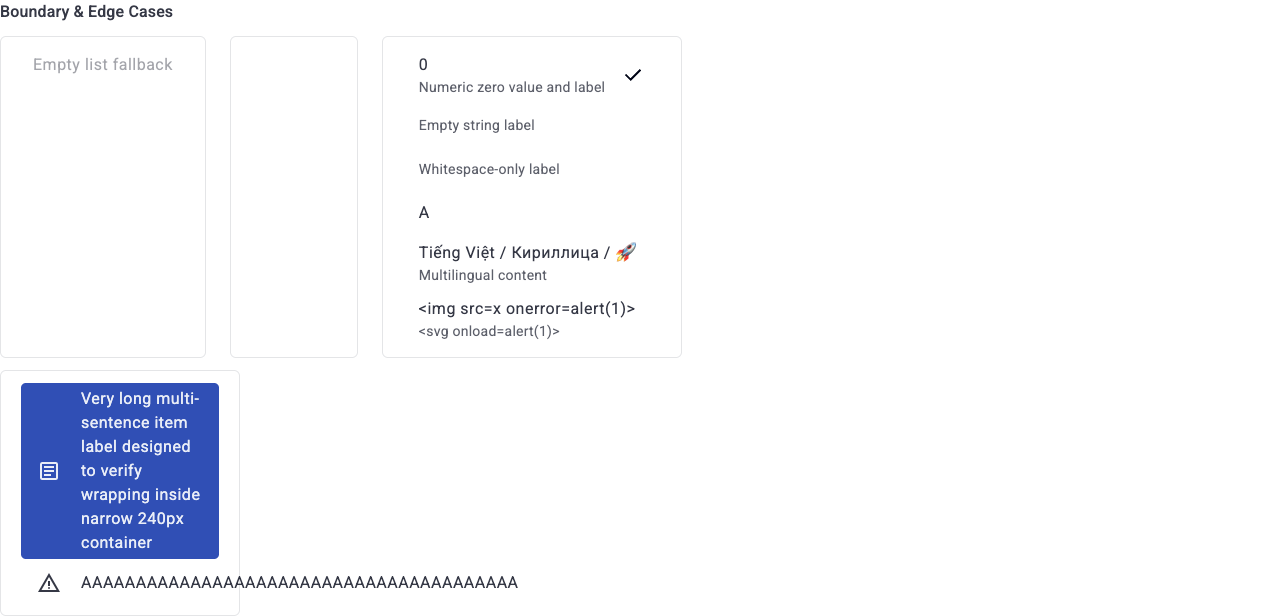 Boundary & Edge Cases
Empty list fallback
0
Numeric zero value and label
Empty string label
Whitespace-only label
A
Tiếng Việt / Кириллица / 🚀
Multilingual content
<img src=x onerror=alert(1)>
<svg onload=alert(1)>
Very long multi-
sentence item
label designed
to verify
wrapping inside
narrow 240px
container
AAAAAAAAAAAAAAAAAAAAAAAAAAAAAAAAAAAAAAAA